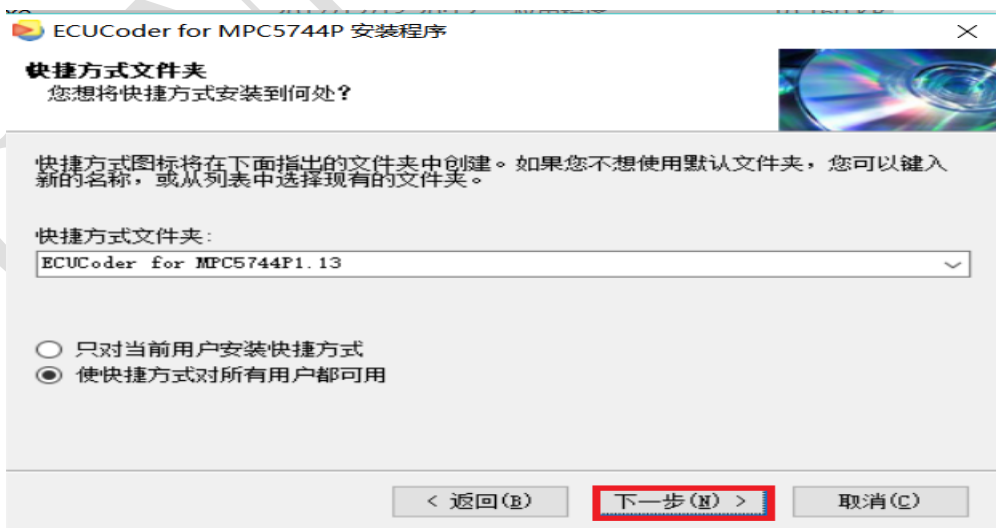 ECUCoder for MPC5744P 安装程序
快捷方式文件夹
您想将快捷方式安装到何处?
快捷方式图标将在下面指出的文件夹中创建。如果您不想使用默认文件夹，您可以键入
新的名称，或从列表中选择现有的文件夹。
快捷方式文件夹:
ECUCoder for MPC5744P1.13
只对当前用户安装快捷方式
使快捷方式对所有用户都可用
< 返回(B)
下一步(N) >
取消(C)